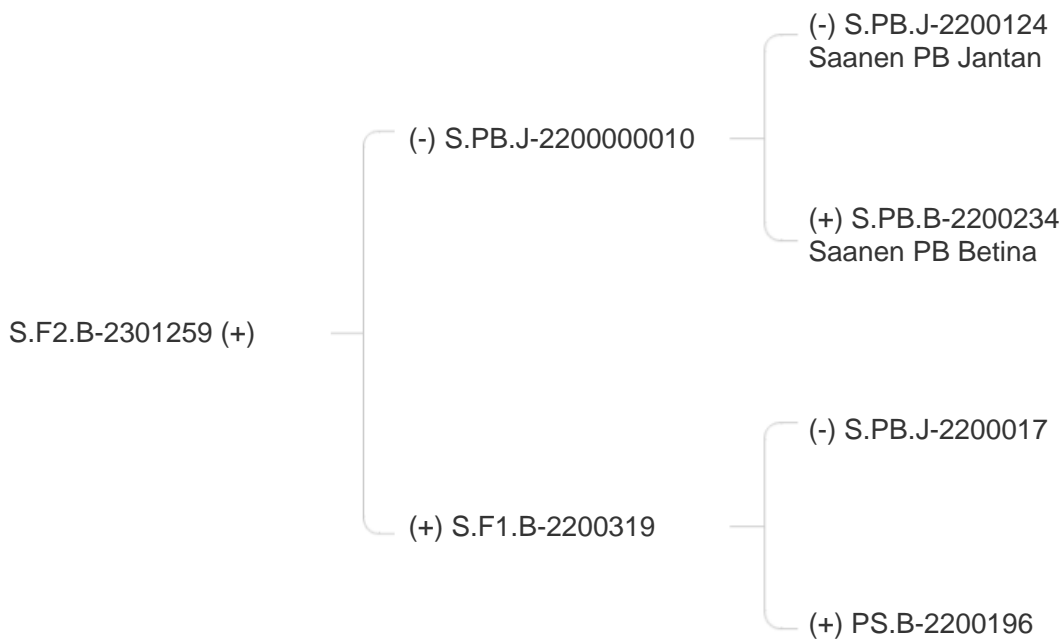 (-) S.PB.J-2200124
Saanen PB Jantan
(-) S.PB.J-2200000010
(+) S.PB.B-2200234
Saanen PB Betina
S.F2.B-2301259 (+)
(-) S.PB.J-2200017
(+) S.F1.B-2200319
(+) PS.B-2200196